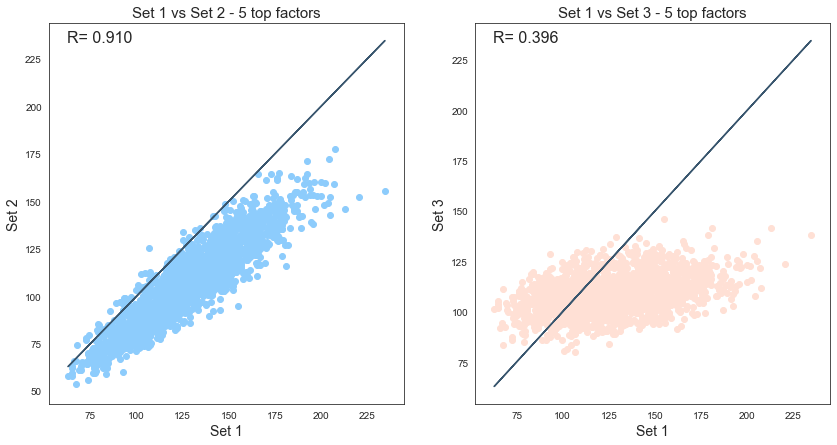 Set 1 vs Set 2 - 5 top factors
R= 0.910
225
200
175
150
125
100
75
50
Set 2
75 100 125 150 175 200 225
Set 1
Set 1 vs Set 3 - 5 top factors
R= 0.396
225
200
175
150
125
100
75
Set 3
75 100 125 150 175 200 225
Set 1